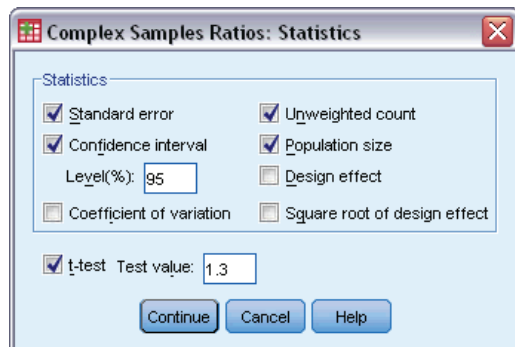 Complex Samples Ratios: Statistics
Statistics
Standard error
Unweighted count
Confidence interval
Population size
Level(%): 95
Design effect
Coefficient of variation
Square root of design effect
t-test Test value: 1.3
Continue Cancel Help